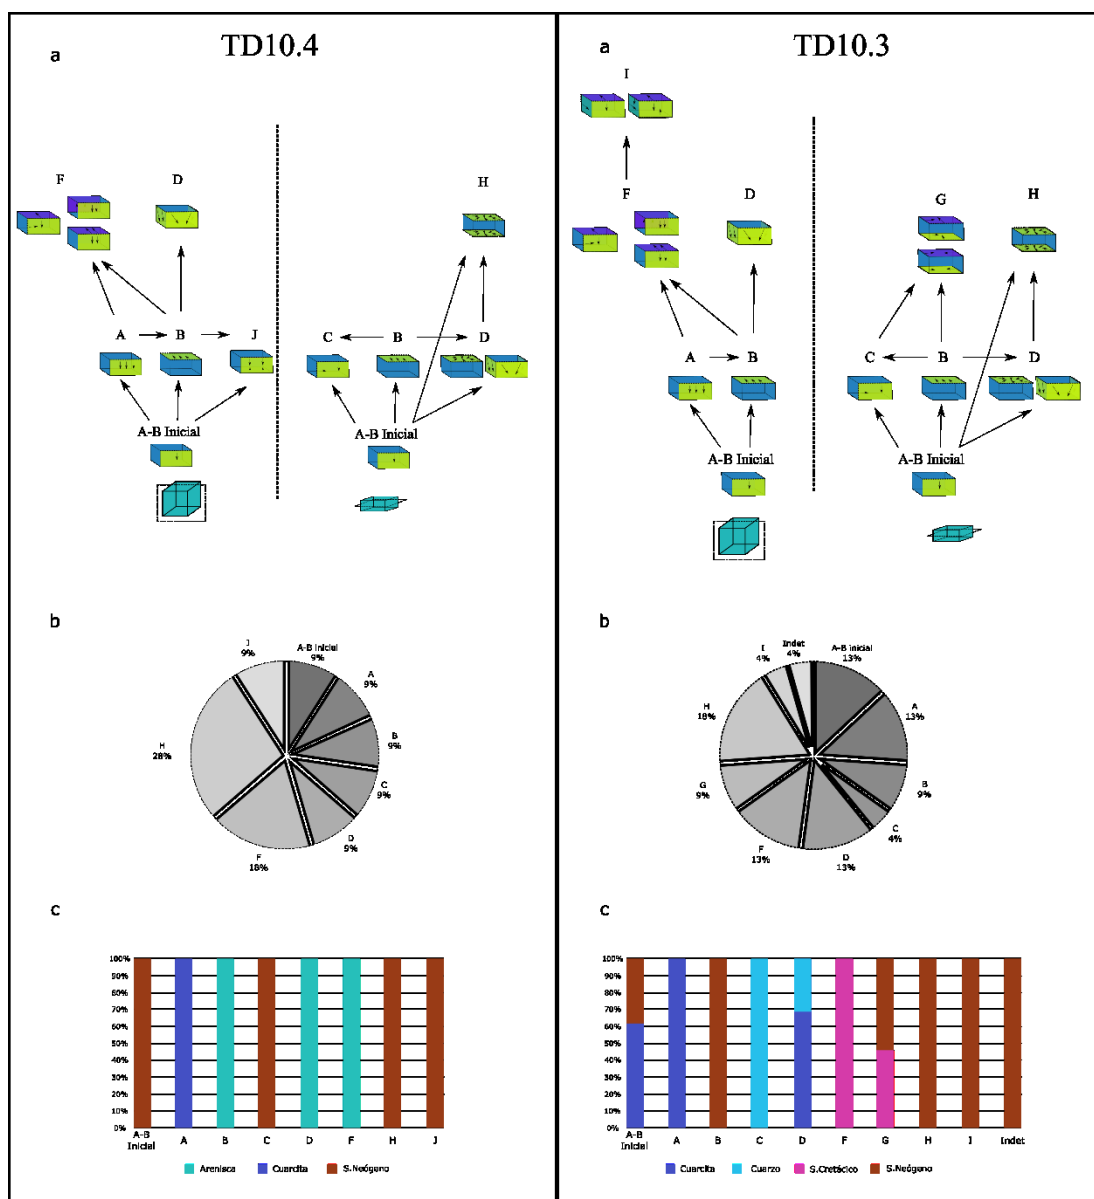 TD10.4
a
F
D
H
A
B
J
C
B
D
A-B Inicial
A-B Inicial
b
J
9%
A-B inicial
9%
A
9%
B
9%
C
9%
D
9%
F
18%
H
28%
c
100%
90%
80%
70%
60%
50%
40%
30%
20%
10%
0%
A-B
Inicial
A
B
C
D
F
H
J
Arenisca
Cuarcita
S.Neógeno
TD10.3
a
I
F
D
G
H
A
B
C
B
D
A-B Inicial
A-B Inicial
b
I
4%
Indet
4%
A-B inicial
13%
A
13%
B
9%
C
4%
D
13%
F
13%
G
9%
H
18%
c
100%
90%
80%
70%
60%
50%
40%
30%
20%
10%
0%
A-B
Inicial
A
B
C
D
F
G
H
I
Indet
Cuarcita
Cuarzo
S.Cretácico
S.Neógeno